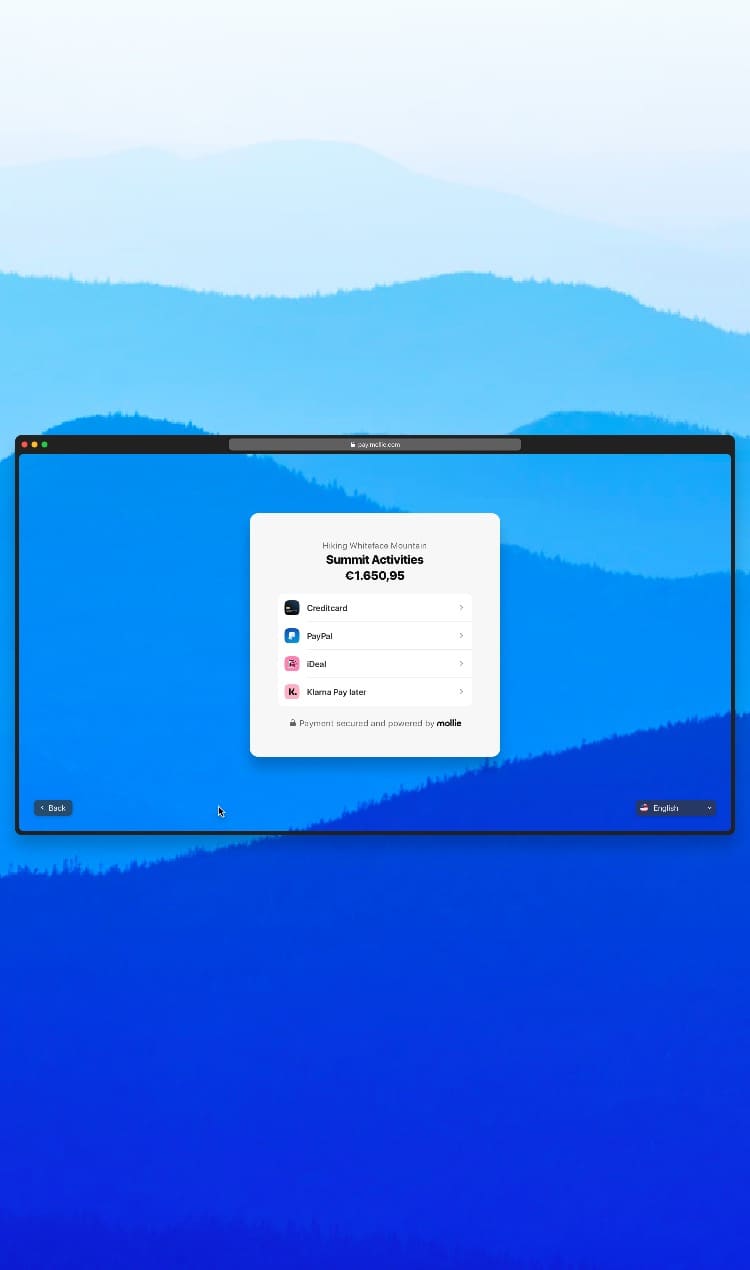 pay.mollie.com
Hiking Whiteface Mountain
Summit Activities
€1.650,95
Creditcard
PayPal
iDeal
K. Klarna Pay later
Payment secured and powered by mollie
Back
English